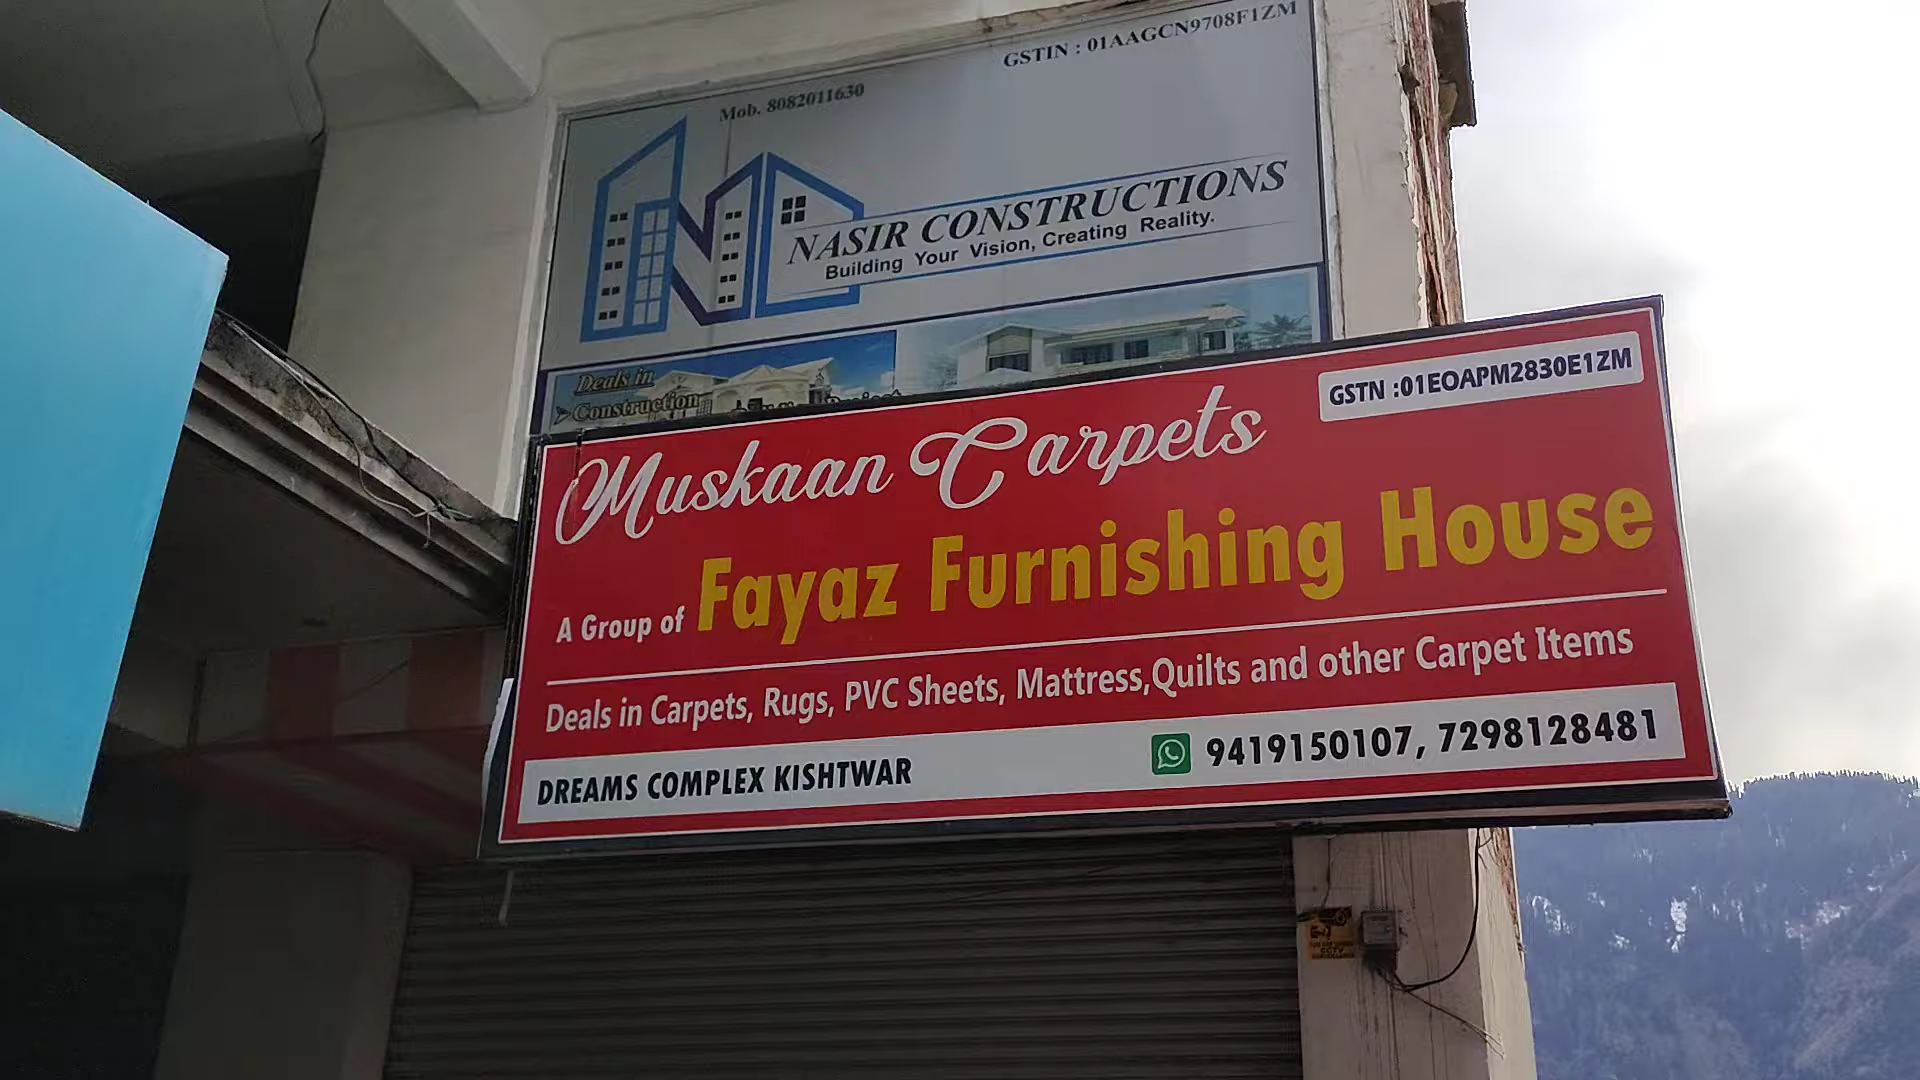 GSTIN : 01AAGCN9708F1ZM
Mob. 8082011630
NASIR CONSTRUCTIONS
Building Your Vision, Creating Reality.
Deals in
Construction
GSTN :01EOAPM2830E1ZM
Muskaan Carpets
A Group of Fayaz Furnishing House
Deals in Carpets, Rugs, PVC Sheets, Mattress,Quilts and other Carpet Items
DREAMS COMPLEX KISHTWAR
9419150107, 7298128481